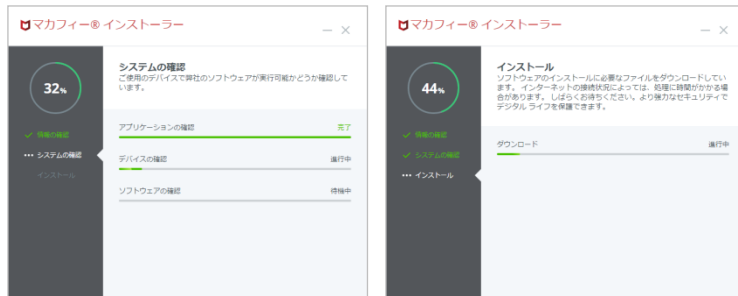 マカフィー® インストーラー
32%
✓ 情報の確認
••• システムの確認
インストール
システムの確認
ご使用のデバイスで弊社のソフトウェアが実行可能かどうか確認して
います。
アプリケーションの確認 完了
デバイスの確認 進行中
ソフトウェアの確認 待機中
マカフィー® インストーラー
44%
✓ 情報の確認
✓ システムの確認
••• インストール
インストール
ソフトウェアのインストールに必要なファイルをダウンロードしてい
ます。 インターネットの接続状況によっては、処理に時間がかかる場
合があります。 しばらくお待ちください。より強力なセキュリティで
デジタル ライフを保護できます。
ダウンロード 進行中